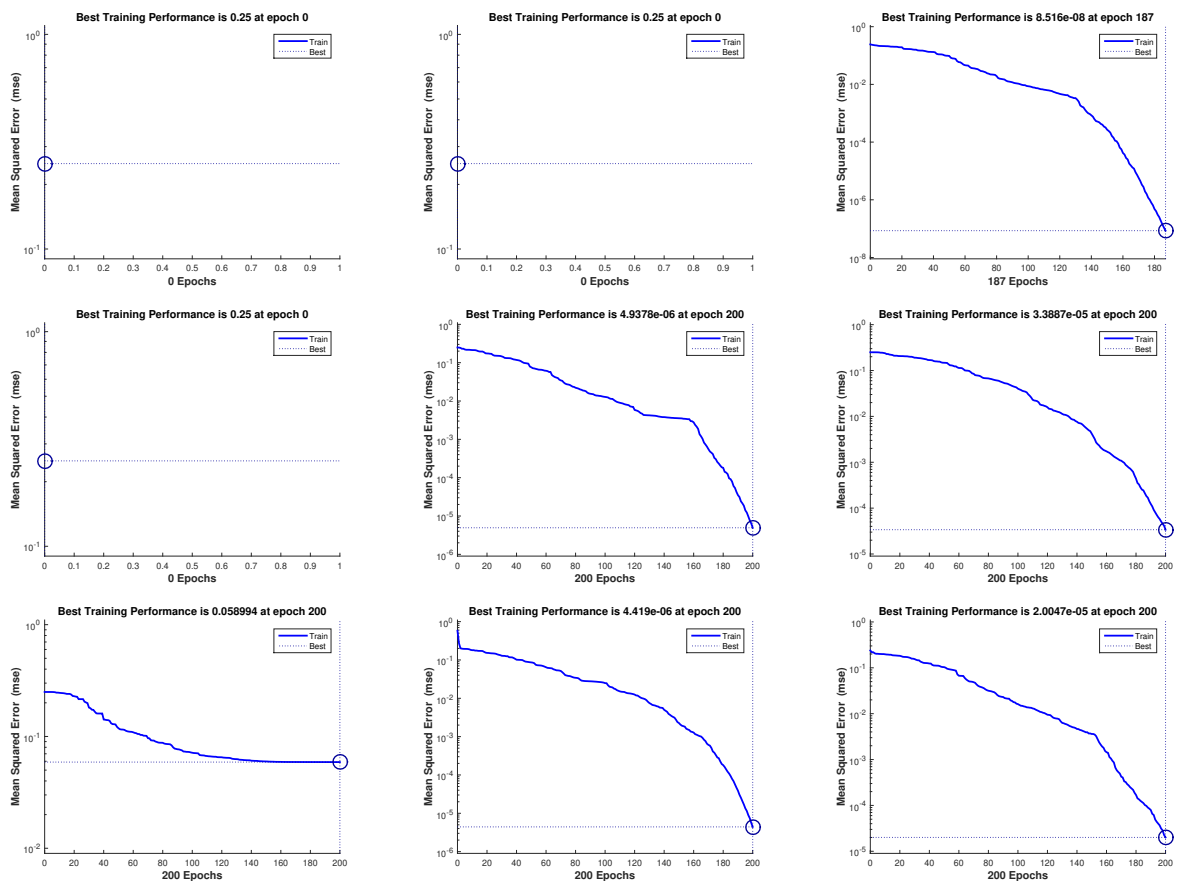 Best Training Performance is 0.25 at epoch 0
10^0
Train
Best
Mean Squared Error (mse)
10^-1
0 0.1 0.2 0.3 0.4 0.5 0.6 0.7 0.8 0.9 1
0 Epochs
Best Training Performance is 0.25 at epoch 0
10^0
Train
Best
Mean Squared Error (mse)
10^-1
0 0.1 0.2 0.3 0.4 0.5 0.6 0.7 0.8 0.9 1
0 Epochs
Best Training Performance is 8.516e-08 at epoch 187
10^0
Train
Best
10^-2
Mean Squared Error (mse)
10^-4
10^-6
10^-8
0 20 40 60 80 100 120 140 160 180
187 Epochs
Best Training Performance is 0.25 at epoch 0
10^0
Train
Best
Mean Squared Error (mse)
10^-1
0 0.1 0.2 0.3 0.4 0.5 0.6 0.7 0.8 0.9 1
0 Epochs
Best Training Performance is 4.9378e-06 at epoch 200
10^0
Train
Best
10^-1
10^-2
Mean Squared Error (mse)
10^-3
10^-4
10^-5
10^-6
0 20 40 60 80 100 120 140 160 180 200
200 Epochs
Best Training Performance is 3.3887e-05 at epoch 200
10^0
Train
Best
10^-1
10^-2
Mean Squared Error (mse)
10^-3
10^-4
10^-5
0 20 40 60 80 100 120 140 160 180 200
200 Epochs
Best Training Performance is 0.058994 at epoch 200
10^0
Train
Best
Mean Squared Error (mse)
10^-1
10^-2
0 20 40 60 80 100 120 140 160 180 200
200 Epochs
Best Training Performance is 4.419e-06 at epoch 200
10^0
Train
Best
10^-1
10^-2
Mean Squared Error (mse)
10^-3
10^-4
10^-5
10^-6
0 20 40 60 80 100 120 140 160 180 200
200 Epochs
Best Training Performance is 2.0047e-05 at epoch 200
10^0
Train
Best
10^-1
10^-2
Mean Squared Error (mse)
10^-3
10^-4
10^-5
0 20 40 60 80 100 120 140 160 180 200
200 Epochs